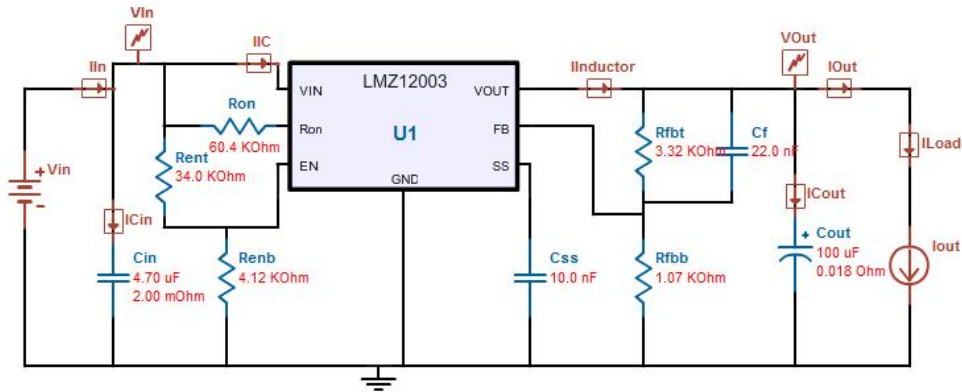 VIn
IIn
IIC
LMZ12003
VIN
VOUT
Ron
FB
EN
SS
GND
U1
IInductor
VOut
IOut
Ron
60.4 KOhm
Rent
34.0 KOhm
Rfbt
3.32 KOhm
Cf
22.0 nF
ILoad
+ Vin
-
ICin
ICout
Cin
4.70 uF
2.00 mOhm
Renb
4.12 KOhm
Css
10.0 nF
Rfbb
1.07 KOhm
+ Cout
100 uF
0.018 Ohm
Iout